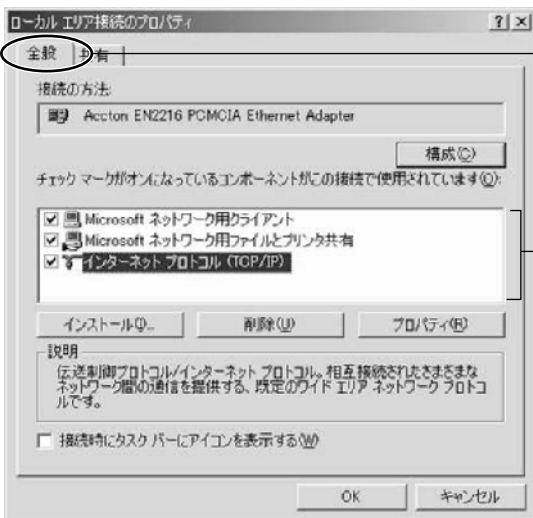 ローカル エリア接続のプロパティ
全般
共有
接続の方法:
Accton EN2216 PCMCIA Ethernet Adapter
構成(C)
チェック マークがオンになっているコンポーネントがこの接続で使用されています(O):
Microsoft ネットワーク用クライアント
Microsoft ネットワーク用ファイルとプリンタ共有
インターネット プロトコル (TCP/IP)
インストール(I)...
削除(U)
プロパティ(R)
説明
伝送制御プロトコル/インターネット プロトコル。相互接続されたさまざまな
ネットワーク間の通信を提供する、既定のワイド エリア ネットワーク プロトコ
ルです。
接続時にタスク バーにアイコンを表示する(W)
OK
キャンセル